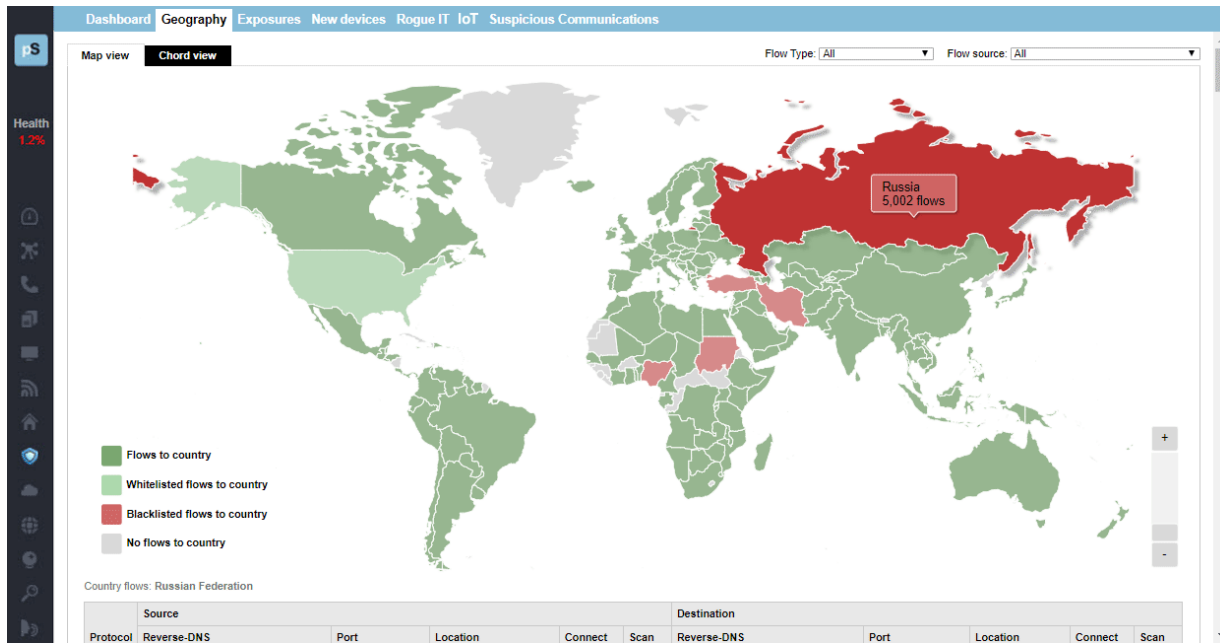 Dashboard Geography Exposures New devices Rogue IT IoT Suspicious Communications
pS
Map view Chord view Flow Type: All Flow source: All
Health
1.2%
Russia
5,002 flows
Flows to country
Whitelisted flows to country
Blacklisted flows to country
No flows to country
+
-
Country flows: Russian Federation
Source Destination
Protocol Reverse-DNS Port Location Connect Scan Reverse-DNS Port Location Connect Scan